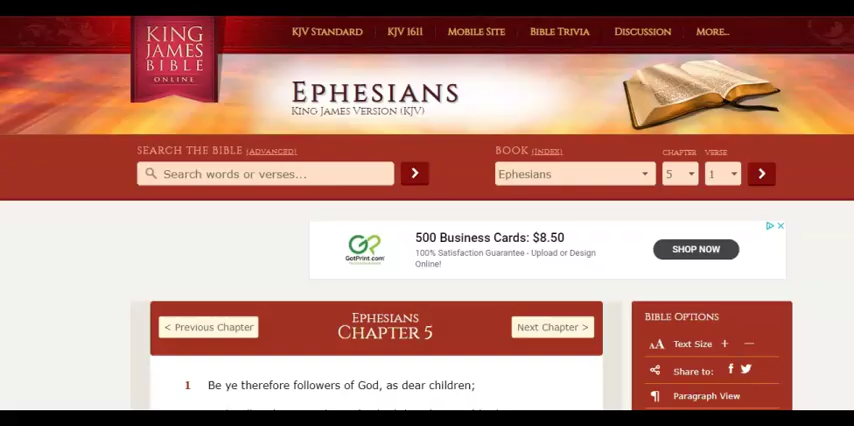 KING
JAMES
BIBLE
ONLINE
KJV STANDARD
KJV 1611
MOBILE SITE
BIBLE TRIVIA
DISCUSSION
MORE...
EPHESIANS
KING JAMES VERSION (KJV)
SEARCH THE BIBLE (ADVANCED)
Search words or verses...
BOOK (INDEX)
CHAPTER
VERSE
Ephesians
5
1
GotPrint.com
500 Business Cards: $8.50
100% Satisfaction Guarantee - Upload or Design
Online!
SHOP NOW
< Previous Chapter
EPHESIANS
CHAPTER 5
Next Chapter >
1 Be ye therefore followers of God, as dear children;
BIBLE OPTIONS
AA Text Size + —
Share to:
¶ Paragraph View